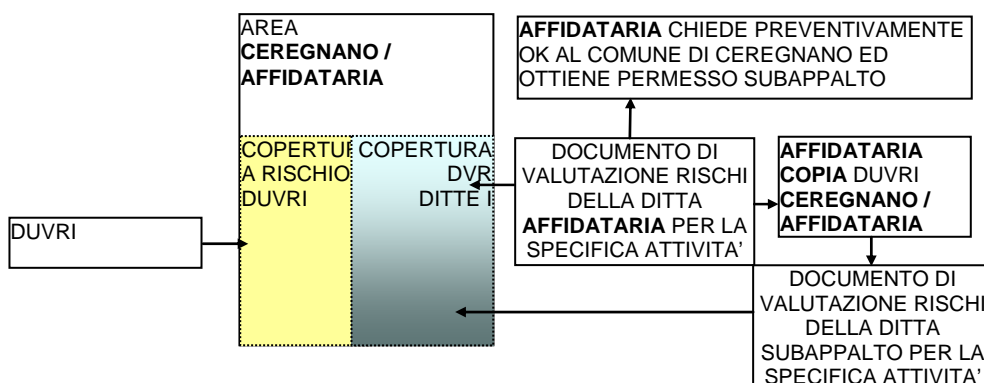 AREA
CEREGNANO /
AFFIDATARIA
AFFIDATARIA CHIEDE PREVENTIVAMENTE
OK AL COMUNE DI CEREGNANO ED
OTTIENE PERMESSO SUBAPPALTO
COPERTU
A RISCHIO
DUVRI
COPERTURA
DVR
DITTE I
DOCUMENTO DI
VALUTAZIONE RISCHI
DELLA DITTA
AFFIDATARIA PER LA
SPECIFICA ATTIVITA'
AFFIDATARIA
COPIA DUVRI
CEREGNANO /
AFFIDATARIA
DUVRI
DOCUMENTO DI
VALUTAZIONE RISCHI
DELLA DITTA
SUBAPPALTO PER LA
SPECIFICA ATTIVITA'